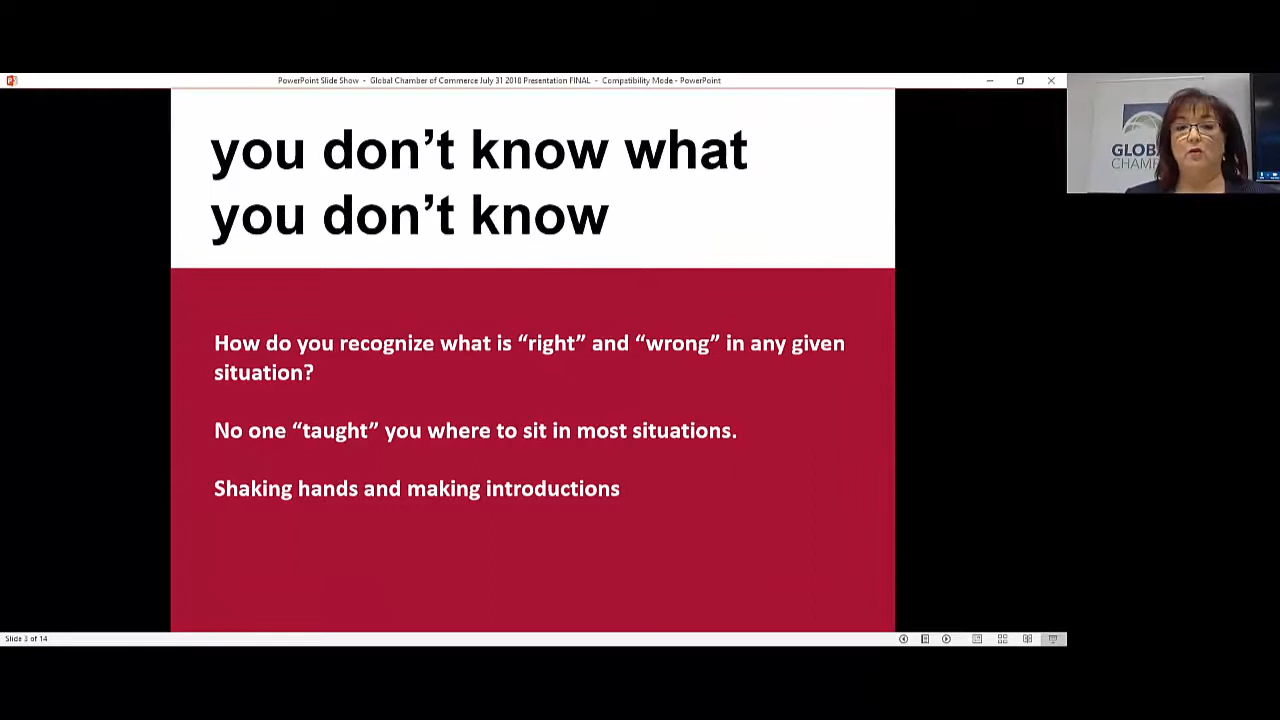 PowerPoint Slide Show - Global Chamber of Commerce July 31 2018 Presentation FINAL - Compatibility Mode - PowerPoint
you don’t know what
you don’t know
How do you recognize what is “right” and “wrong” in any given
situation?
No one “taught” you where to sit in most situations.
Shaking hands and making introductions
GLOB
CHAM
Slide 3 of 14